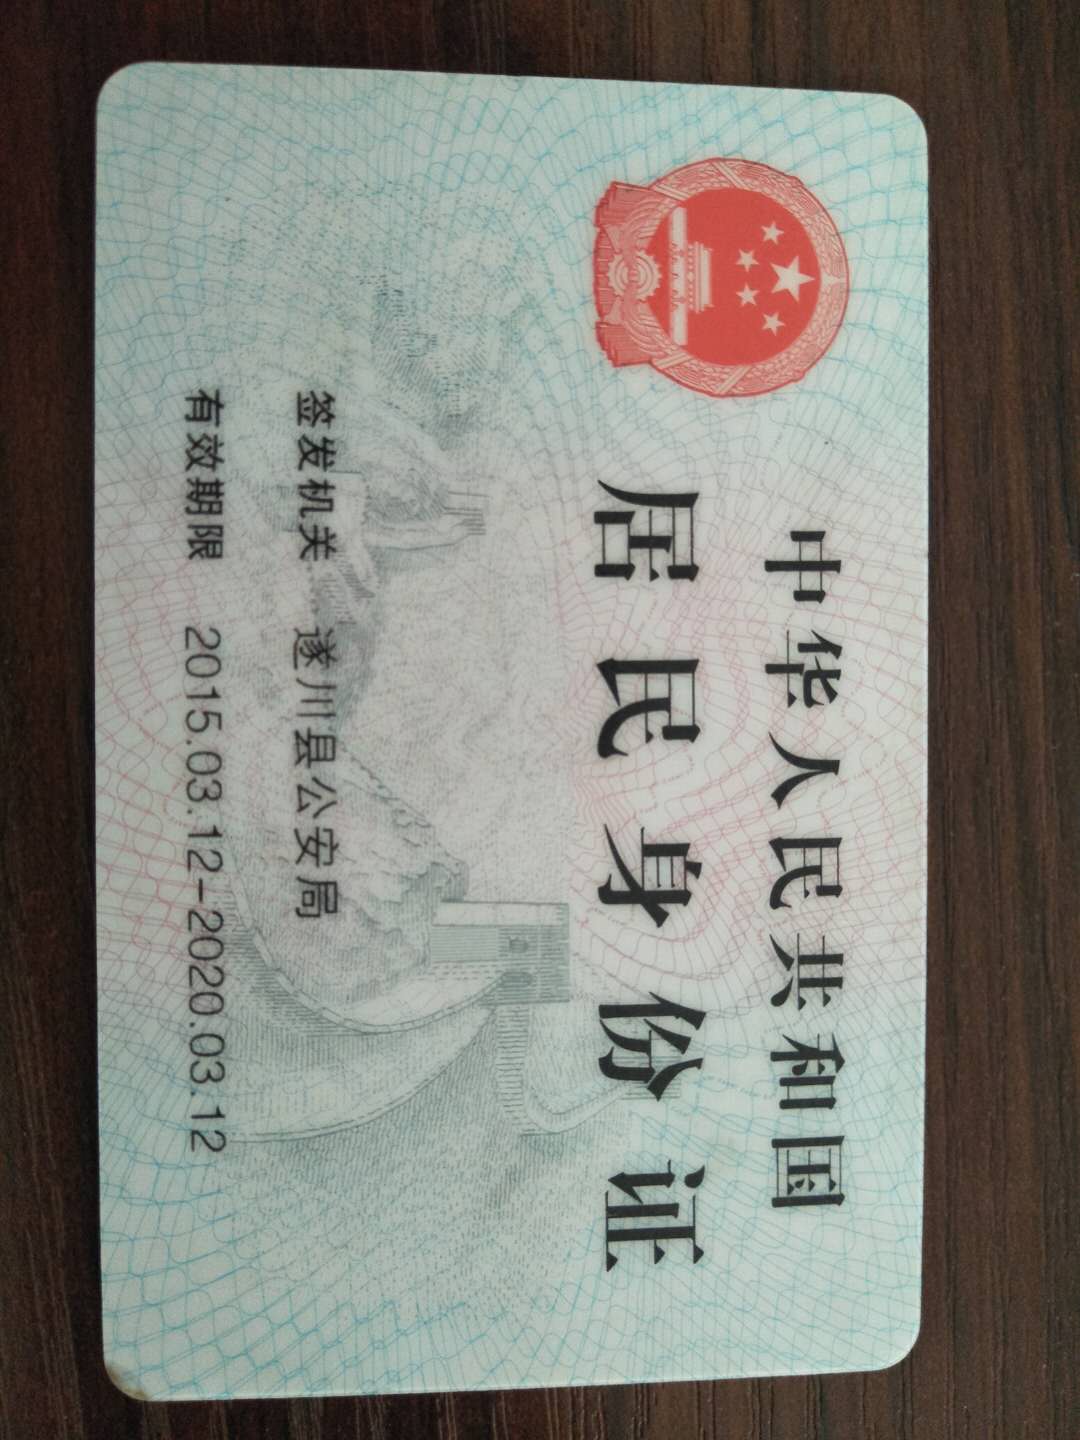 中华人民共和国
居民身份证
签发机关 遂川县公安局
有效期限 2015.03.12-2020.03.12